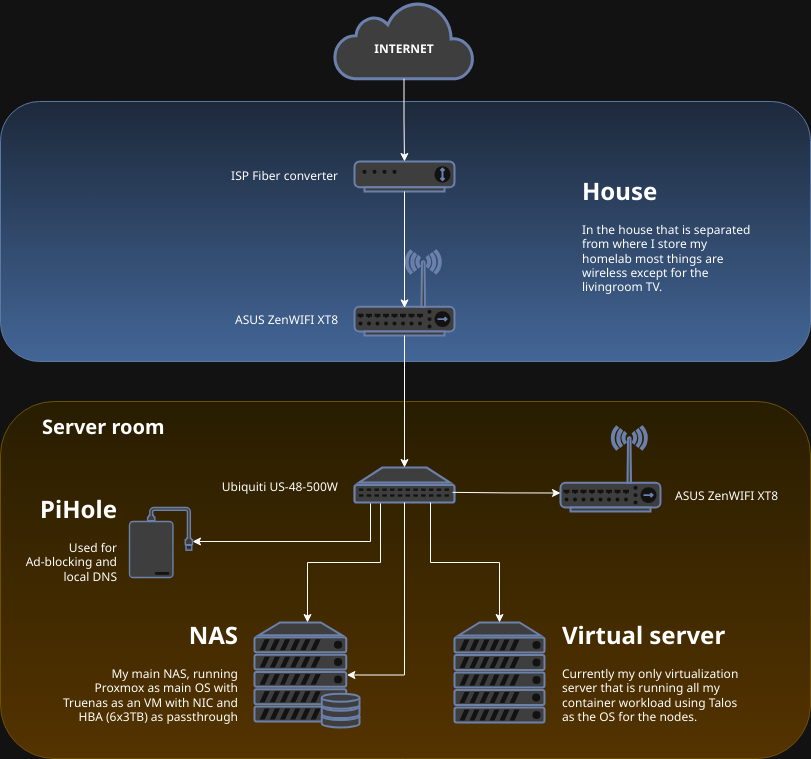 INTERNET
ISP Fiber converter
House
In the house that is separated
from where I store my
homelab most things are
wireless except for the
livingroom TV.
ASUS ZenWIFI XT8
Server room
Ubiquiti US-48-500W
ASUS ZenWIFI XT8
PiHole
Used for
Ad-blocking and
local DNS
NAS
My main NAS, running
Proxmox as main OS with
Truenas as an VM with NIC and
HBA (6x3TB) as passthrough
Virtual server
Currently my only virtualization
server that is running all my
container workload using Talos
as the OS for the nodes.